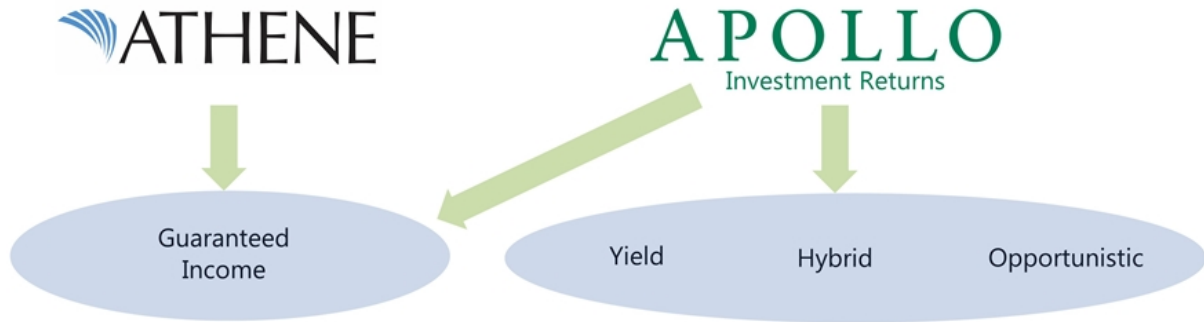 ATHENE
APOLLO
Investment Returns
Guaranteed
Income
Yield
Hybrid
Opportunistic